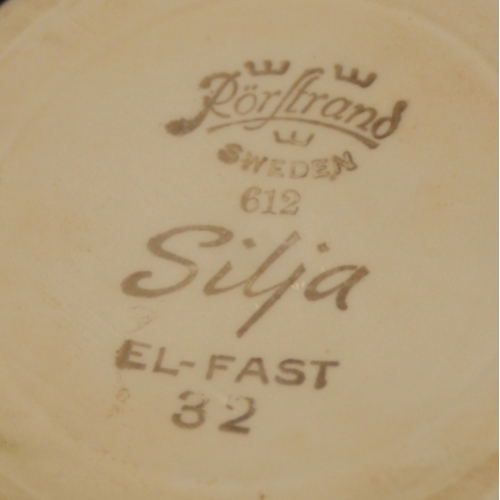 Rörstrand
SWEDEN
612
Silja
EL-FAST
32